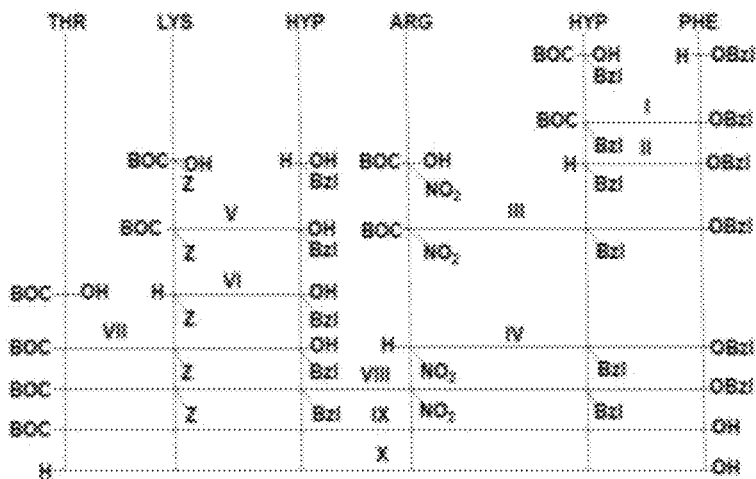 THR LYS HYP ARG HYP PHE
BOC OH H OBzl
Bzl
BOC I OBzl
BOC OH H OH BOC OH H Bzl II OBzl
Z Bzl NO₂ Bzl
BOC V OH BOC III OBzl
Z Bzl NO₂ Bzl
BOC OH H VI OH
VII Z Bzl
BOC OH H IV OBzl
Z Bzl VIII NO₂ Bzl
BOC OBzl
Z Bzl IX NO₂ Bzl
BOC OH
X
H OH